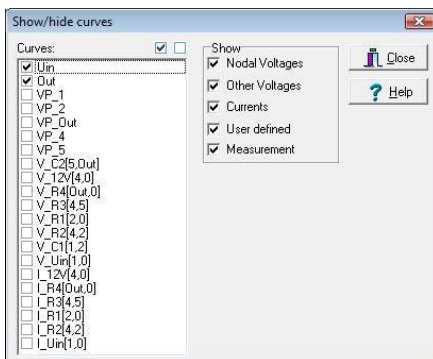 Show/hide curves
Curves:
Uin
Out
VP_1
VP_2
VP_Out
VP_4
VP_5
V_C2[5,Out]
V_12V[4,0]
V_R4[Out,0]
V_R3[4,5]
V_R1[2,0]
V_R2[4,2]
V_C1[1,2]
V_Uin[1,0]
I_12V[4,0]
I_R4[Out,0]
I_R3[4,5]
I_R1[2,0]
I_R2[4,2]
I_Uin[1,0]
Show
Nodal Voltages
Other Voltages
Currents
User defined
Measurement
Close
Help